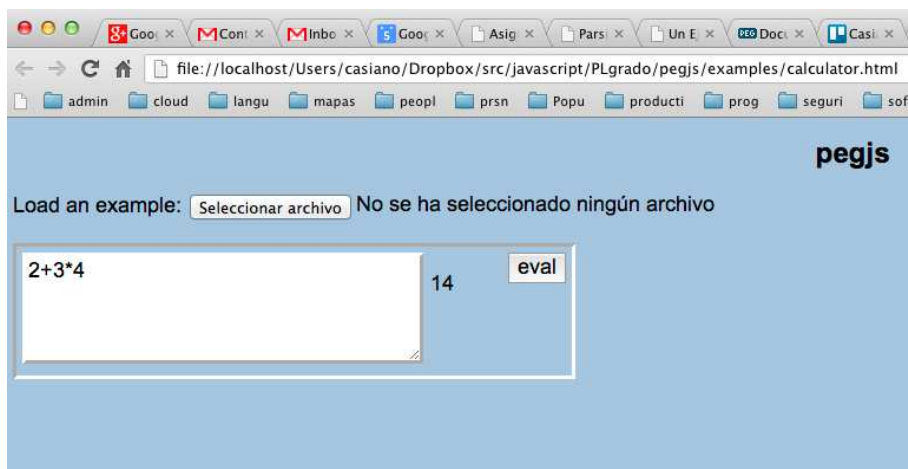 Goo
Cont
Inbo
Goo
Asig
Pars
Un E
PEG Docu
Casi
file://localhost/Users/casiano/Dropbox/src/javascript/PLgrado/pegjs/examples/calculator.html
admin cloud langu mapas peopl prsn Popu producti prog seguri sof
pegjs
Load an example: Seleccionar archivo No se ha seleccionado ningún archivo
2+3*4
14
eval